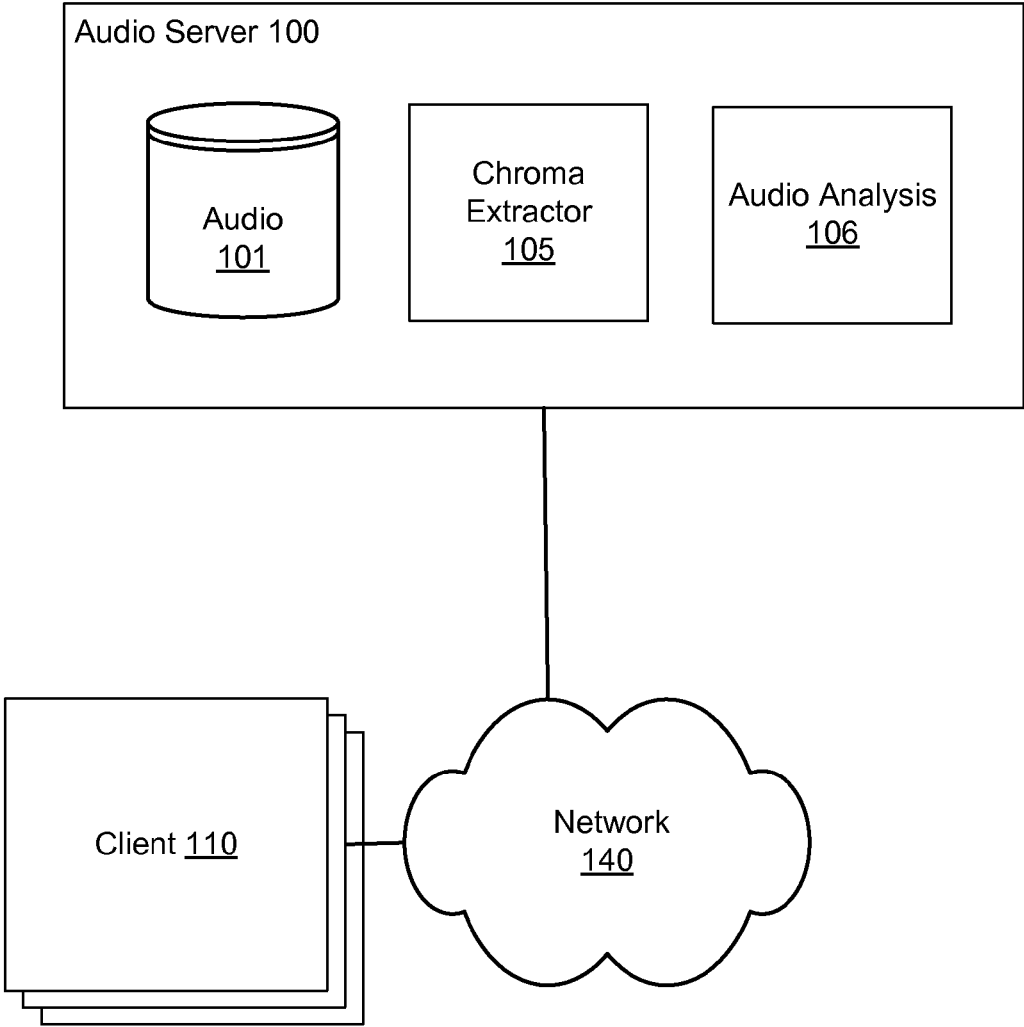 Audio Server 100
Audio
101
Chroma
Extractor
105
Audio Analysis
106
Client 110
Network
140